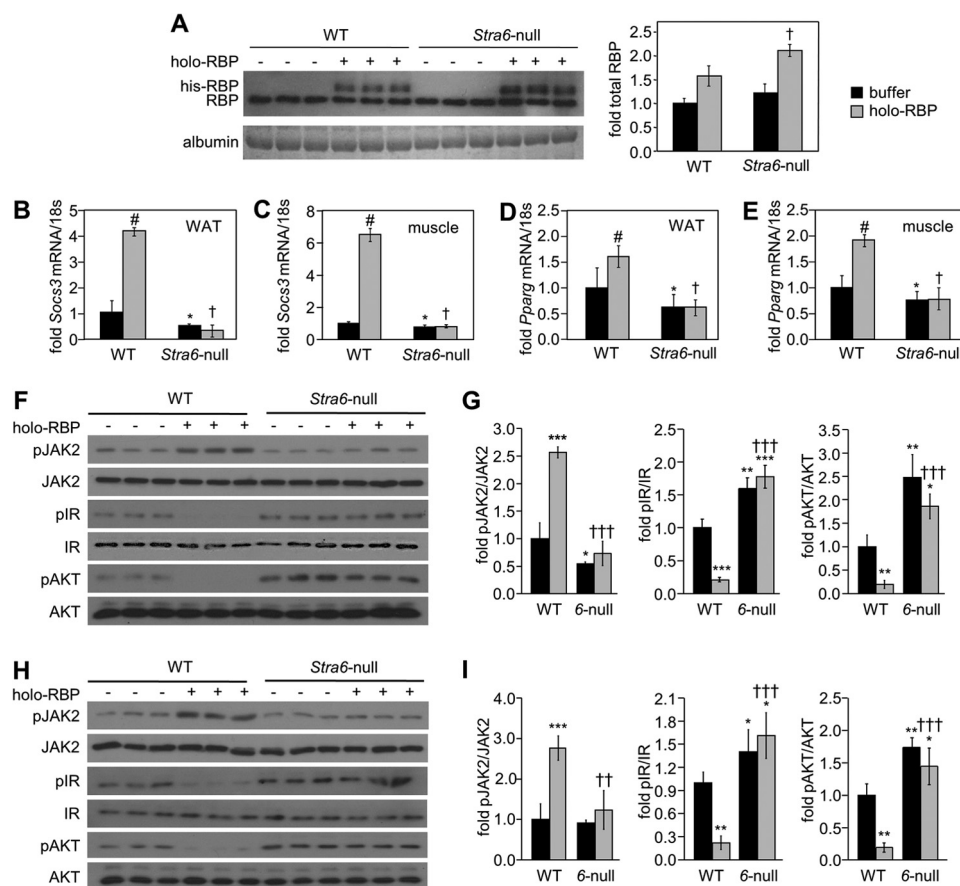 A
WT Stra6-null
holo-RBP - - - + + + - - - + + +
his-RBP
RBP
albumin
fold total RBP
2.5
2.0
1.5
1.0
0.5
0.0
†
WT Stra6-null
buffer
holo-RBP
B
fold Socs3 mRNA/18s
5
4
3
2
1
0
WAT
#
* †
WT Stra6-null
C
fold Socs3 mRNA/18s
8
6
4
2
0
muscle
#
* †
WT Stra6-null
D
fold Pparg mRNA/18s
2.5
2.0
1.5
1.0
0.5
0.0
WAT
#
* †
WT Stra6-null
E
fold Pparg mRNA/18s
2.5
2.0
1.5
1.0
0.5
0.0
muscle
#
* †
WT Stra6-null
F
WT Stra6-null
holo-RBP - - - + + + - - - + + +
pJAK2
JAK2
pIR
IR
pAKT
AKT
G
fold pJAK2/JAK2
3.0
2.5
2.0
1.5
1.0
0.5
0.0
***
* †††
WT 6-null
fold pIR/IR
2.5
2.0
1.5
1.0
0.5
0.0
***
** ††† ***
WT 6-null
fold pAKT/AKT
3.5
3.0
2.5
2.0
1.5
1.0
0.5
0.0
**
** ††† *
WT 6-null
H
WT Stra6-null
holo-RBP - - - + + + - - - + + +
pJAK2
JAK2
pIR
IR
pAKT
AKT
I
fold pJAK2/JAK2
4.0
3.0
2.0
1.0
0.0
***
††
WT 6-null
fold pIR/IR
2.1
1.8
1.5
1.2
0.9
0.6
0.3
0.0
**
* ††† *
WT 6-null
fold pAKT/AKT
2.5
2.0
1.5
1.0
0.5
0.0
**
** ††† *
WT 6-null